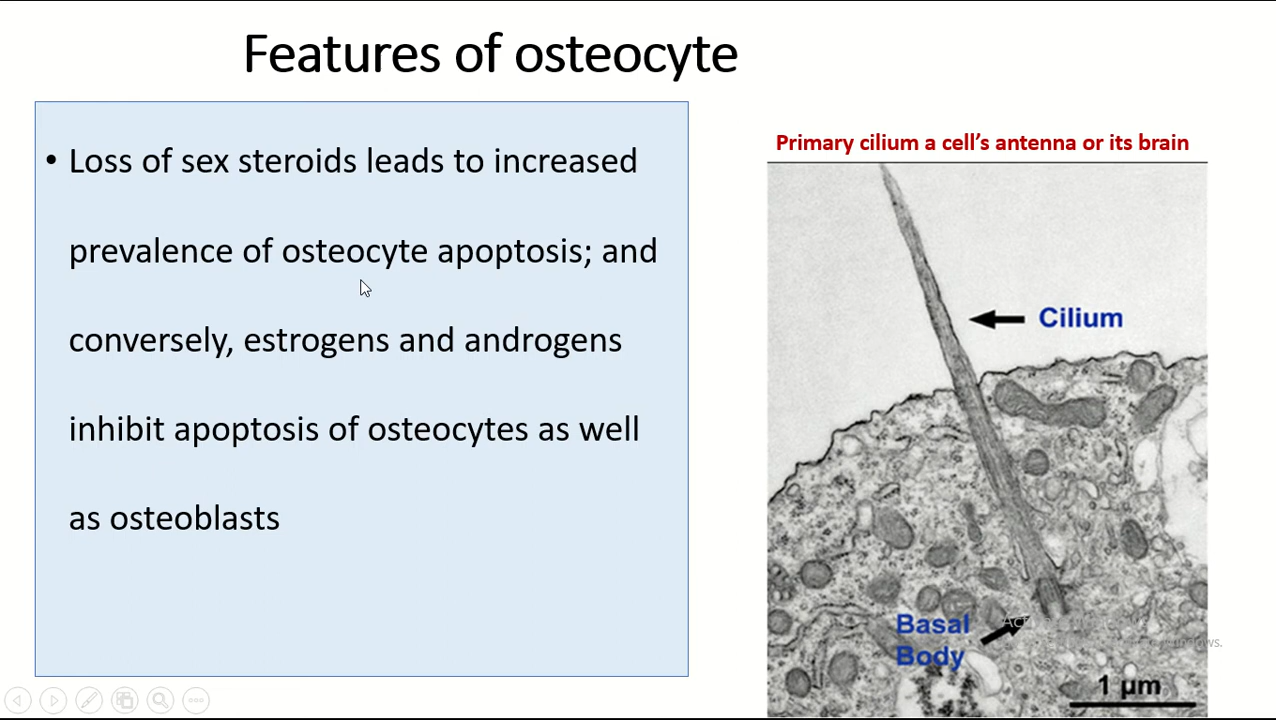 Features of osteocyte
• Loss of sex steroids leads to increased
prevalence of osteocyte apoptosis; and
conversely, estrogens and androgens
inhibit apoptosis of osteocytes as well
as osteoblasts
Primary cilium a cell's antenna or its brain
Cilium
Basal
Body
1 µm